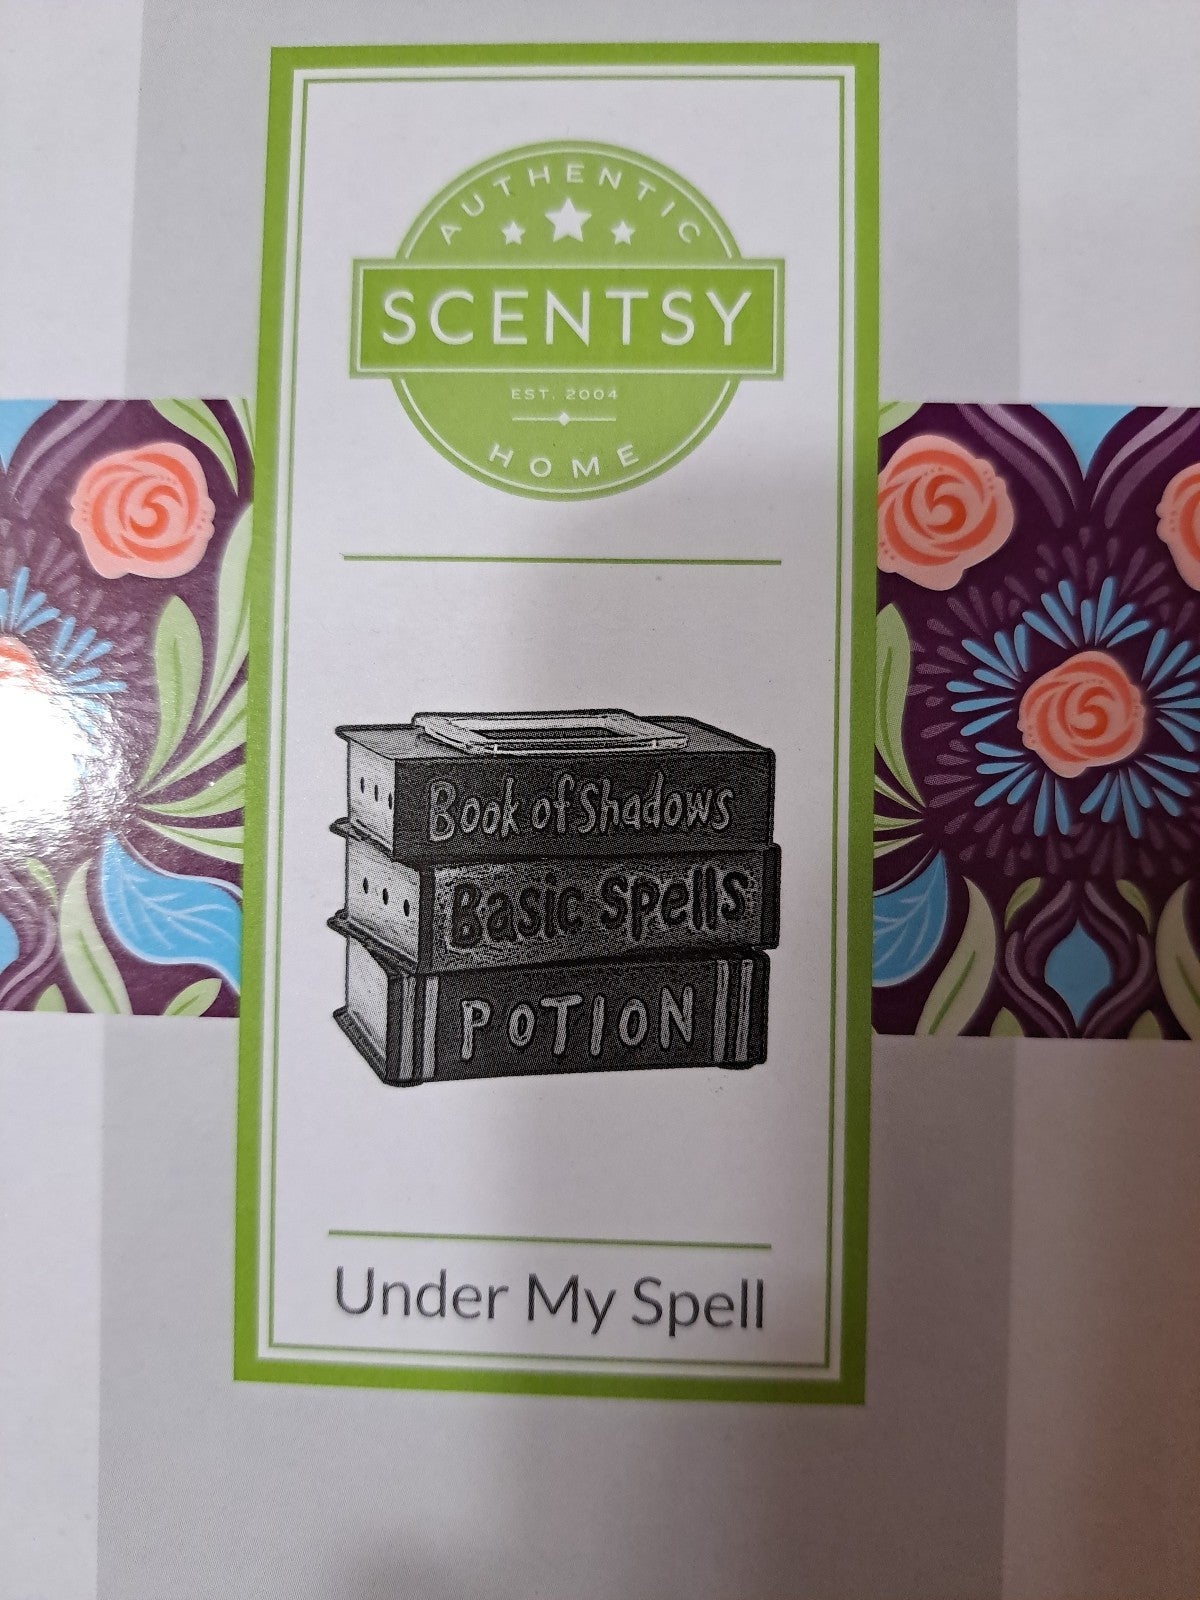 AUTHENTIC
SCENTSY
EST. 2004
HOME
Book of Shadows
Basic Spells
POTION
Under My Spell